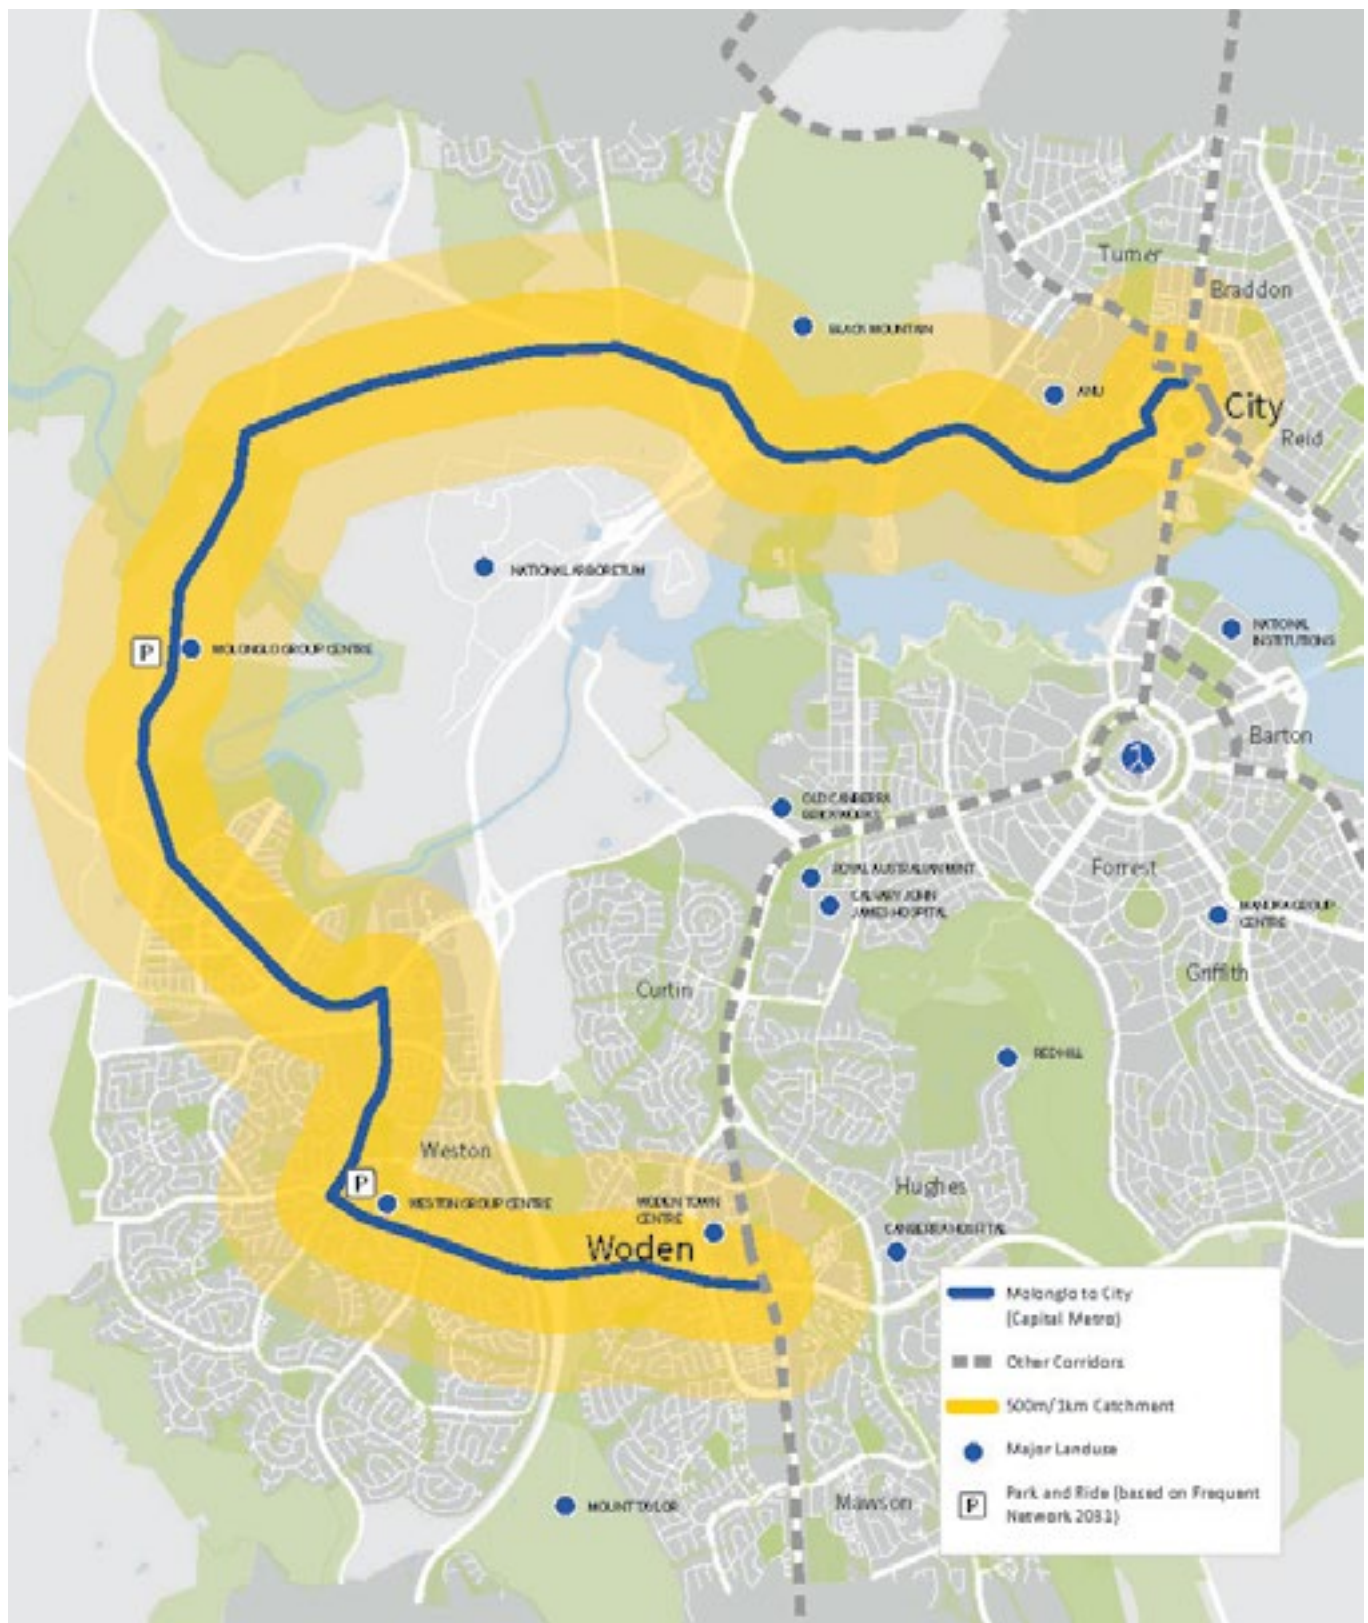 Turner
Braddon
BLACK MOUNTAIN
ANU
City
Reid
NATIONAL ARBORETUM
P
MOLONGLO GROUP CENTRE
NATIONAL
INSTITUTIONS
Barton
OLD CANBERRA
BRICKWORKS
ROYAL AUSTRALIAN MINT
CALVARY JOHN
JAMES HOSPITAL
Forrest
MANUKA GROUP
CENTRE
Griffith
Curtin
RED HILL
Weston
P
WESTON GROUP CENTRE
WODEN TOWN
CENTRE
Woden
Hughes
CANBERRA HOSPITAL
MOUNT TAYLOR
Mawson
Molonglo to City
(Capital Metro)
Other Corridors
500m/1km Catchment
Major Landuse
P
Park and Ride (based on Frequent
Network 2031)